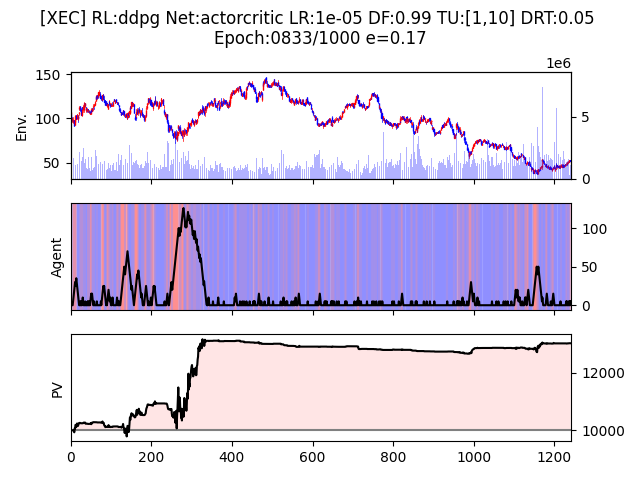 [XEC] RL:ddpg Net:actorcritic LR:1e-05 DF:0.99 TU:[1,10] DRT:0.05
Epoch:0833/1000 e=0.17
1e6
150
100
50
Env.
5
0
Agent
100
50
0
PV
12000
10000
0
200
400
600
800
1000
1200